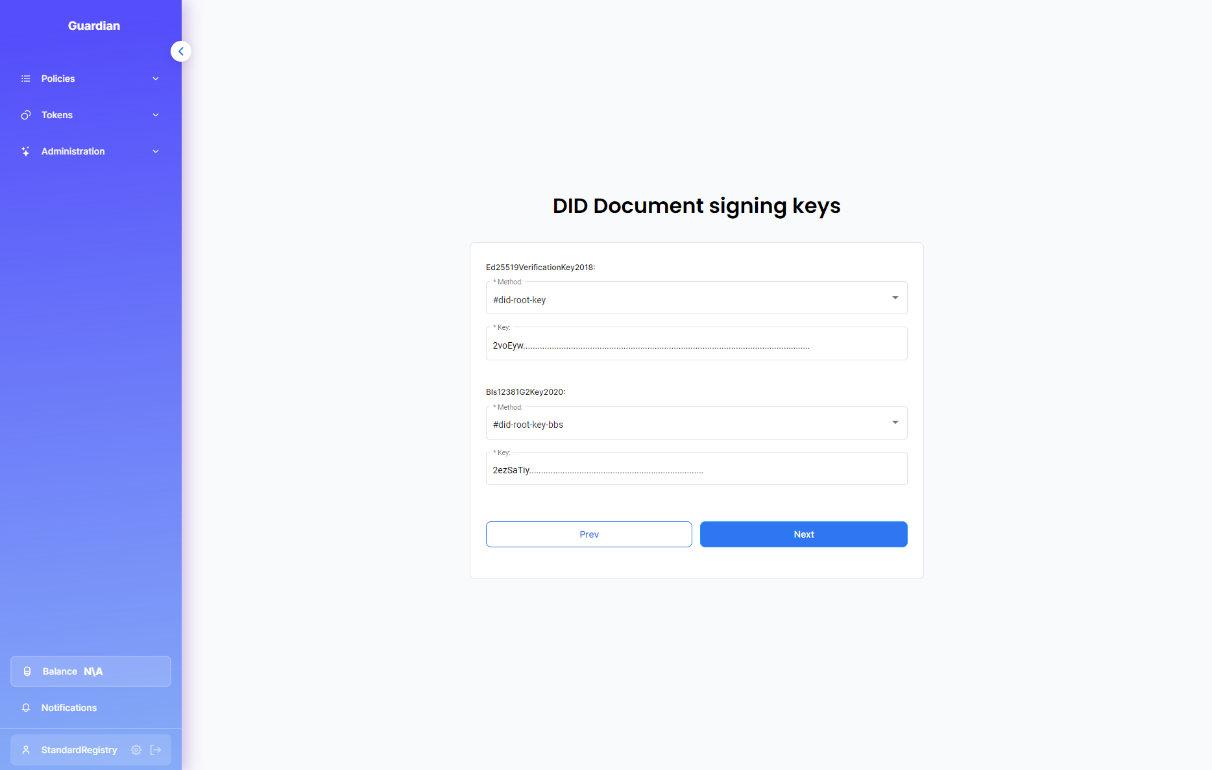 Guardian
Policies
Tokens
Administration
DID Document signing keys
Ed25519VerificationKey2018:
* Method:
#did-root-key
* Key:
2voEyw........................................................................................................................
Bls12381G2Key2020:
* Method:
#did-root-key-bbs
* Key:
2ezSaTiy.........................................................................
Prev
Next
Balance N\A
Notifications
StandardRegistry